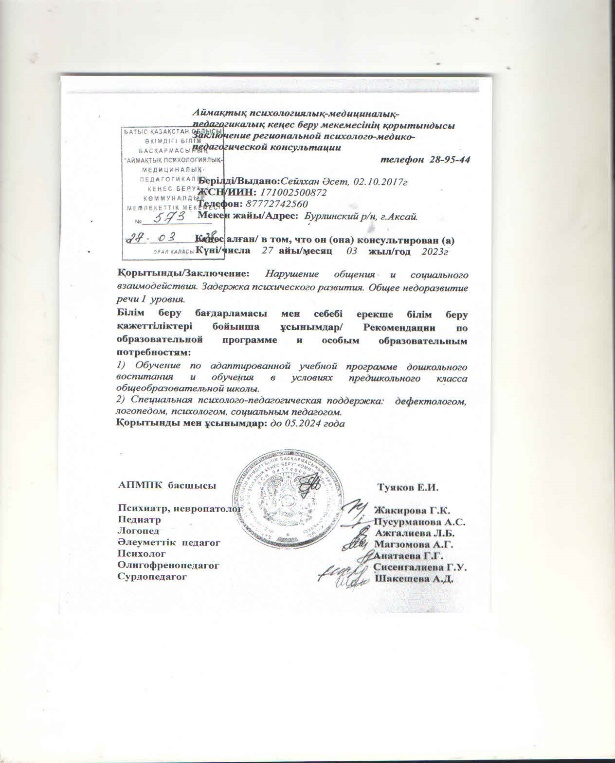 Аймақтық психологиялық-медициналық-
педагогикалық кеңес беру мекемесінің қорытындысы
Заключение региональной психолого-медико-
педагогической консультации
телефон 28-95-44
БАТЫС ҚАЗАҚСТАН ОБЛЫСЫ
ӘКІМДІГІ БІЛІМ
БАСҚАРМАСЫНЫҢ
"АЙМАҚТЫҚ ПСИХОЛОГИЯЛЫҚ-
МЕДИЦИНАЛЫҚ-
ПЕДАГОГИКАЛЫҚ
КЕҢЕС БЕРУ"
КОММУНАЛДЫҚ
МЕМЛЕКЕТТІК МЕКЕМЕСІ
№ 573
27 03
ОРАЛ ҚАЛАСЫ
Берілді/Выдано:Сейлхан Әсет, 02.10.2017г
ЖСН/ИИН: 171002500872
Телефон: 87772742560
Мекен жайы/Адрес: Бурлинский р/н, г.Аксай.
Кеңес алған/ в том, что он (она) консультирован (а)
Күні/числа 27 айы/месяц 03 жыл/год 2023г
Қорытынды/Заключение: Нарушение общения и социального
взаимодействия. Задержка психического развития. Общее недоразвитие
речи I уровня.
Білім беру бағдарламасы мен себебі ерекше білім беру
қажеттіліктері бойынша ұсынымдар/ Рекомендации по
образовательной программе и особым образовательным
потребностям:
1) Обучение по адаптированной учебной программе дошкольного
воспитания и обучения в условиях предшкольного класса
общеобразовательной школы.
2) Специальная психолого-педагогическая поддержка: дефектологом,
логопедом, психологом, социальным педагогом.
Қорытынды мен ұсынымдар: до 05.2024 года
АПМПК басшысы Туяков Е.И.
Психиатр, невропатолог Жакирова Г.К.
Педиатр Пусурманова А.С.
Логопед Ажгалиева Л.Б.
Әлеуметтік педагог Магзомова А.Г.
Психолог Анатаева Г.Г.
Олигофренопедагог Сисенгалиева Г.У.
Сурдопедагог Шакешева А.Д.